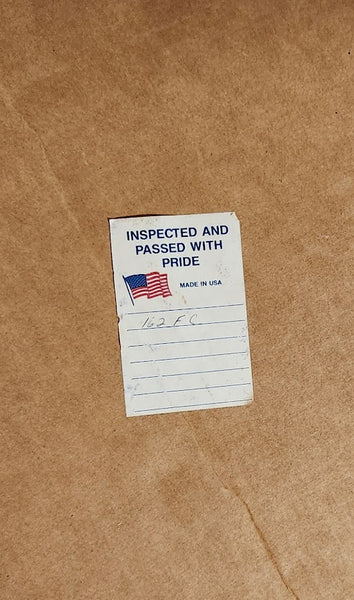 INSPECTED AND
PASSED WITH
PRIDE
MADE IN USA
162 F C